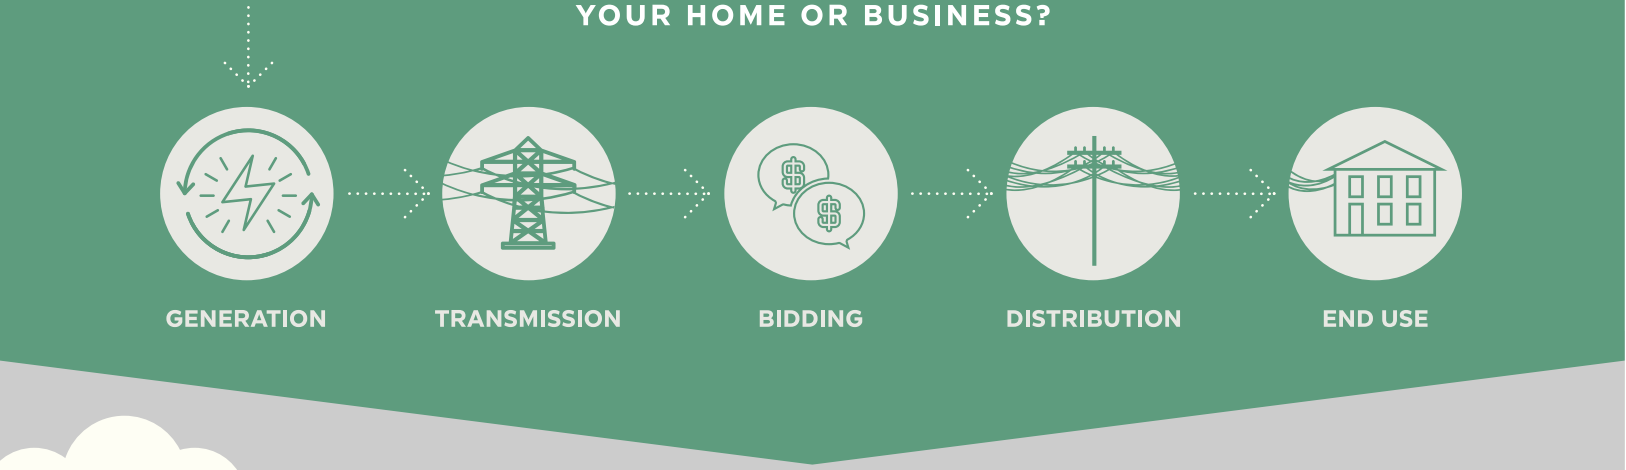 YOUR HOME OR BUSINESS?
GENERATION
TRANSMISSION
BIDDING
DISTRIBUTION
END USE
$
$